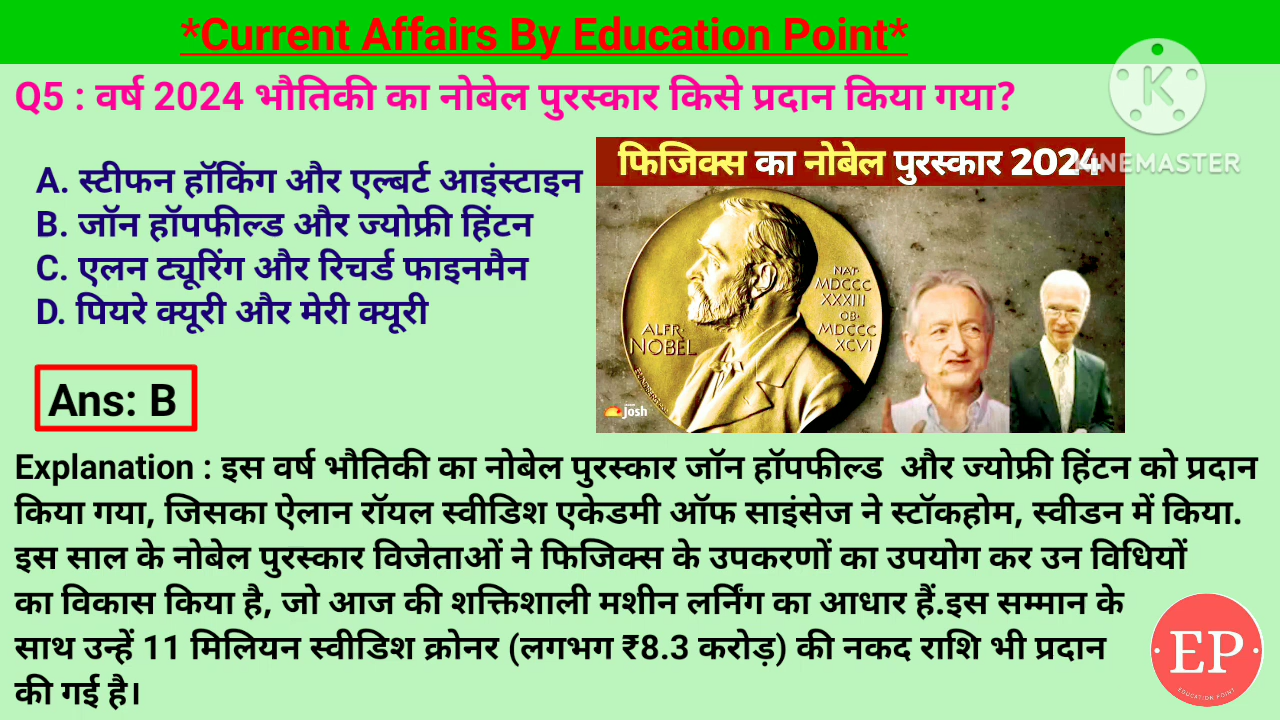 *Current Affairs By Education Point*
Q5 : वर्ष 2024 भौतिकी का नोबेल पुरस्कार किसे प्रदान किया गया?
A. स्टीफन हॉकिंग और एल्बर्ट आइंस्टाइन
B. जॉन हॉपफील्ड और ज्योफ्री हिंटन
C. एलन ट्यूरिंग और रिचर्ड फाइनमैन
D. पियरे क्यूरी और मेरी क्यूरी
K
KINEMASTER
फिजिक्स का नोबेल पुरस्कार 2024
ALFR·
NOBEL
NAT·
MDCCC
XXXIII
OB·
MDCCC
XCVI
josh
Ans: B
Explanation : इस वर्ष भौतिकी का नोबेल पुरस्कार जॉन हॉपफील्ड और ज्योफ्री हिंटन को प्रदान
किया गया, जिसका ऐलान रॉयल स्वीडिश एकेडमी ऑफ साइंसेज ने स्टॉकहोम, स्वीडन में किया.
इस साल के नोबेल पुरस्कार विजेताओं ने फिजिक्स के उपकरणों का उपयोग कर उन विधियों
का विकास किया है, जो आज की शक्तिशाली मशीन लर्निंग का आधार हैं.इस सम्मान के
साथ उन्हें 11 मिलियन स्वीडिश क्रोनर (लगभग ₹8.3 करोड़) की नकद राशि भी प्रदान
की गई है।
EP
EDUCATION POINT